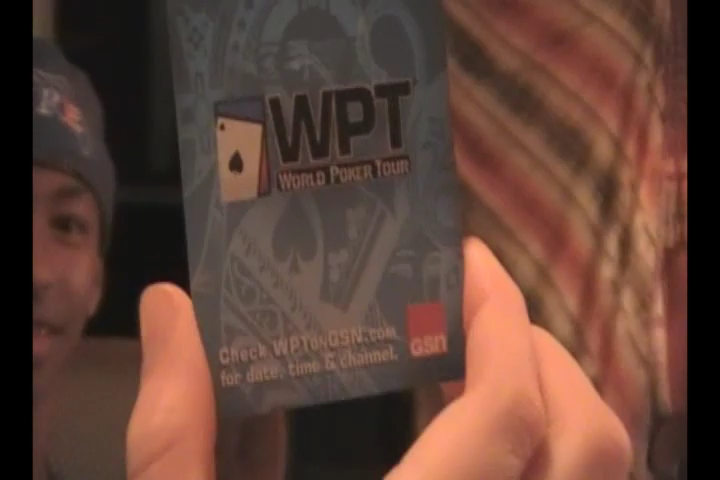 WPT
WORLD POKER TOUR
Check WPTonGSN.com
for date, time & channel.
GSN